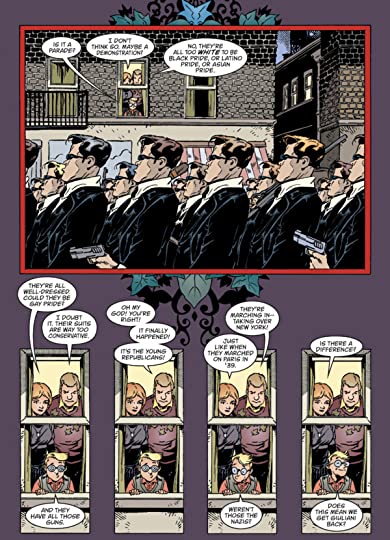 IS IT A
PARADE?
I DON'T
THINK SO. MAYBE A
DEMONSTRATION?
NO, THEY'RE
ALL TOO WHITE TO BE
BLACK PRIDE, OR LATINO
PRIDE, OR ASIAN
PRIDE.
THEY'RE ALL
WELL-DRESSED.
COULD THEY BE
GAY PRIDE?
I DOUBT
IT. THEIR SUITS
ARE WAY TOO
CONSERVATIVE.
AND THEY
HAVE ALL THOSE
GUNS.
OH MY
GOD! YOU'RE
RIGHT!
IT FINALLY
HAPPENED!
IT'S THE YOUNG
REPUBLICANS!
THEY'RE
MARCHING IN--
TAKING OVER
NEW YORK!
JUST
LIKE WHEN THEY
MARCHED
ON PARIS IN
'39.
WEREN'T
THOSE THE
NAZIS?
IS THERE A
DIFFERENCE?
DOES
THIS MEAN WE
GET GIULIANI
BACK?